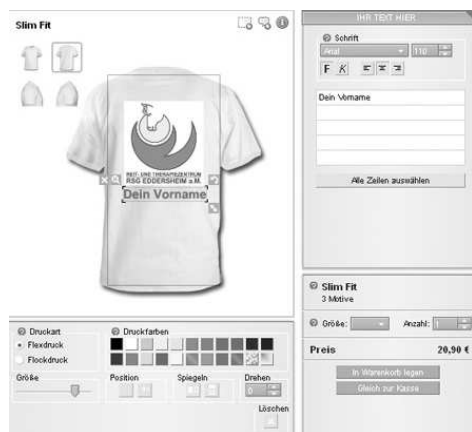 Slim Fit
REIT- UND THERAPIEZENTRUM
RSG EDDERSHEIM a.M.
Dein Vorname
IHR TEXT HIER
Schrift
Arial
110
F K
Dein Vorname
Alle Zeilen auswählen
Druckart
Flexdruck
Flockdruck
Druckfarben
Größe
Position
Spiegeln
Drehen
0
Löschen
Slim Fit
3 Motive
Größe:
Anzahl: 1
Preis 20,90 €
In Warenkorb legen
Gleich zur Kasse